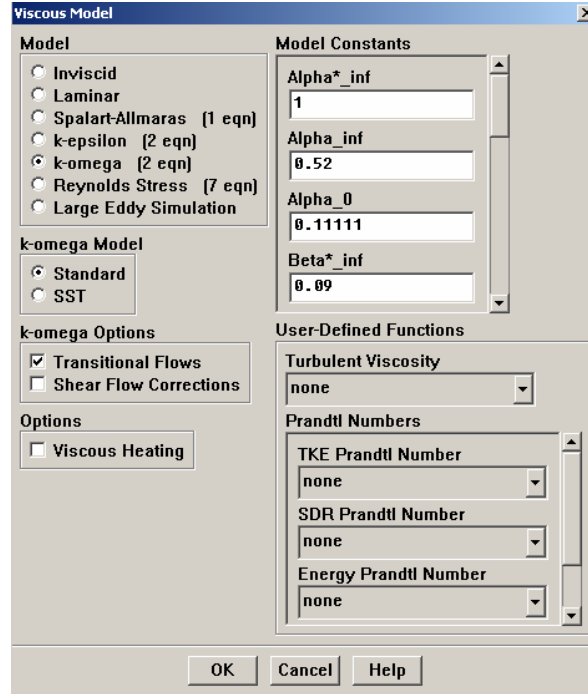 Viscous Model
Model
Inviscid
Laminar
Spalart-Allmaras (1 eqn)
k-epsilon (2 eqn)
k-omega (2 eqn)
Reynolds Stress (7 eqn)
Large Eddy Simulation
k-omega Model
Standard
SST
k-omega Options
Transitional Flows
Shear Flow Corrections
Options
Viscous Heating
Model Constants
Alpha*_inf
1
Alpha_inf
0.52
Alpha_0
0.11111
Beta*_inf
0.09
User-Defined Functions
Turbulent Viscosity
none
Prandtl Numbers
TKE Prandtl Number
none
SDR Prandtl Number
none
Energy Prandtl Number
none
OK Cancel Help